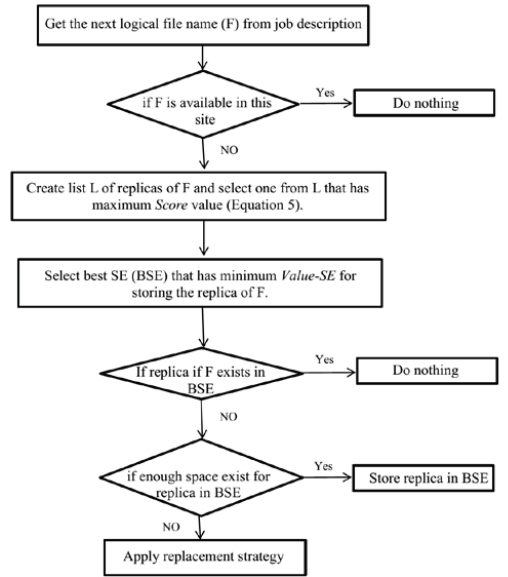 Get the next logical file name (F) from job description
if F is available in this
site
Yes
Do nothing
NO
Create list L of replicas of F and select one from L that has
maximum Score value (Equation 5).
Select best SE (BSE) that has minimum Value-SE for
storing the replica of F.
If replica if F exists in
BSE
Yes
Do nothing
NO
if enough space exist for
replica in BSE
Yes
Store replica in BSE
NO
Apply replacement strategy